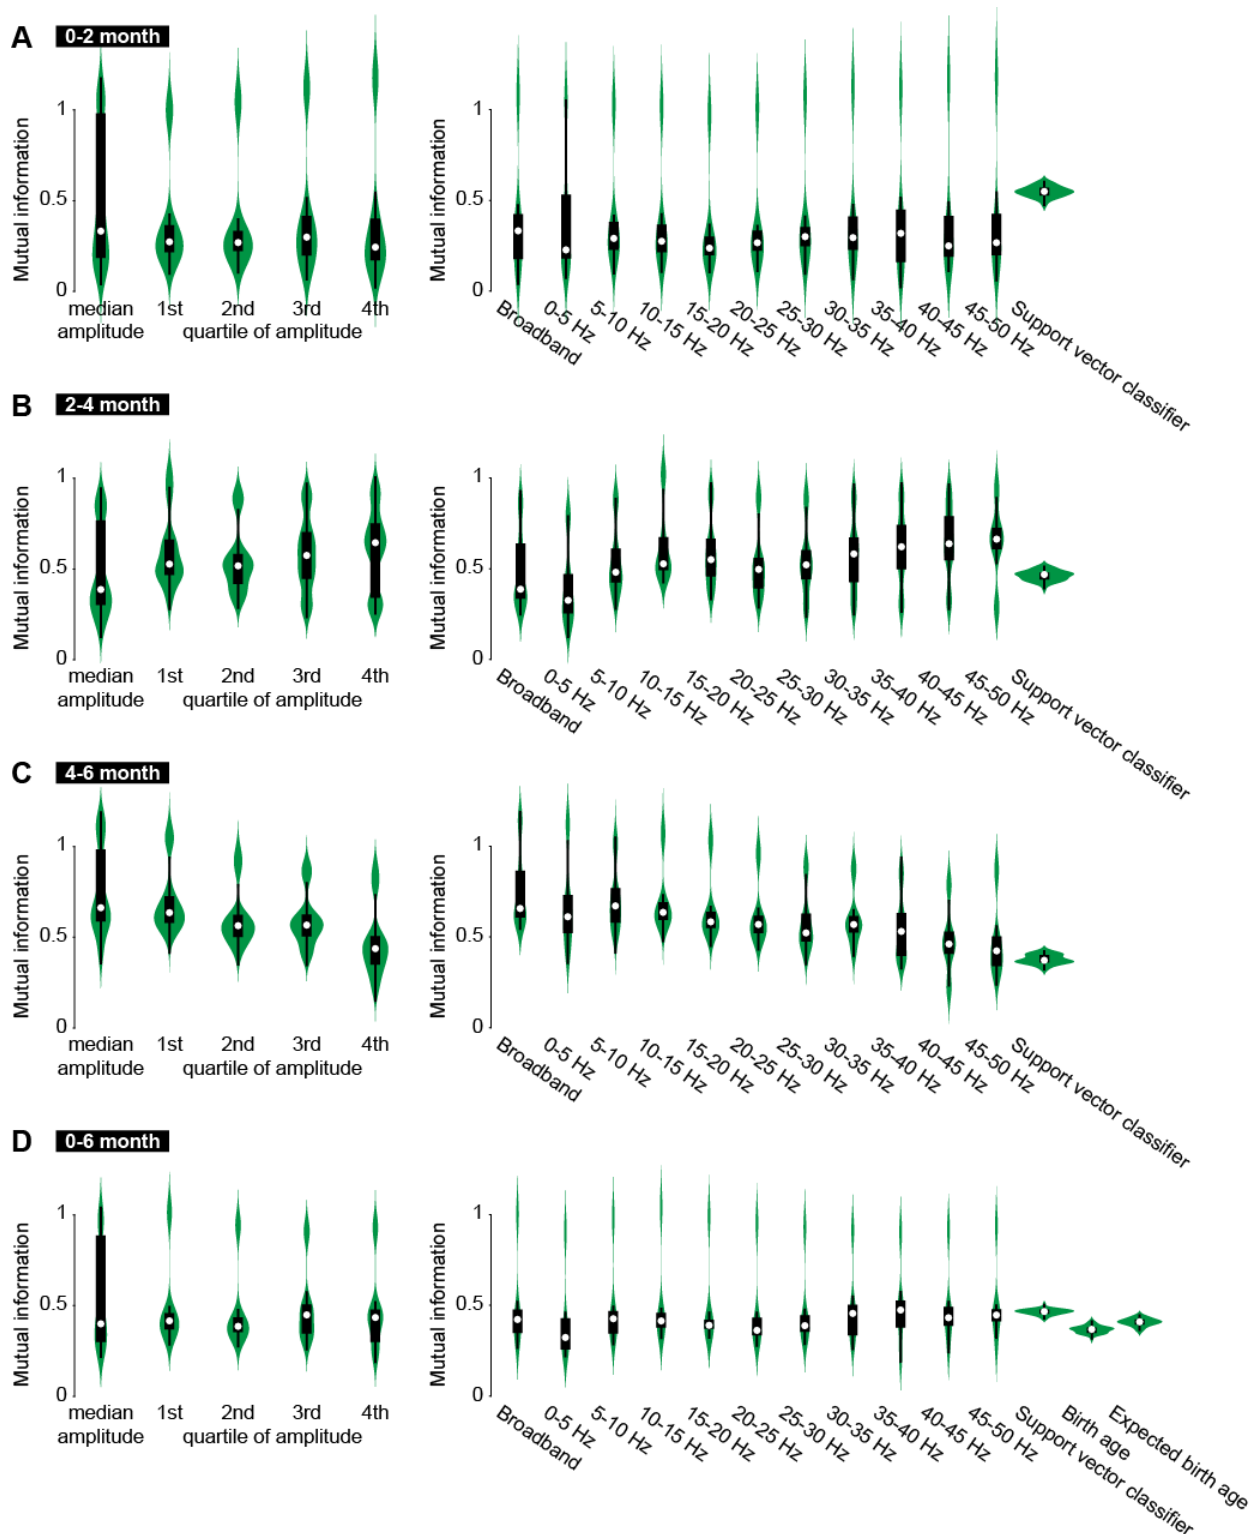 A
0-2 month
Mutual information
1
0.5
0
median
amplitude
1st
2nd
3rd
4th
quartile of amplitude
Mutual information
1
0.5
0
Broadband
0-5 Hz
5-10 Hz
10-15 Hz
15-20 Hz
20-25 Hz
25-30 Hz
30-35 Hz
35-40 Hz
40-45 Hz
45-50 Hz
Support vector classifier
B
2-4 month
Mutual information
1
0.5
0
median
amplitude
1st
2nd
3rd
4th
quartile of amplitude
Mutual information
1
0.5
0
Broadband
0-5 Hz
5-10 Hz
10-15 Hz
15-20 Hz
20-25 Hz
25-30 Hz
30-35 Hz
35-40 Hz
40-45 Hz
45-50 Hz
Support vector classifier
C
4-6 month
Mutual information
1
0.5
0
median
amplitude
1st
2nd
3rd
4th
quartile of amplitude
Mutual information
1
0.5
0
Broadband
0-5 Hz
5-10 Hz
10-15 Hz
15-20 Hz
20-25 Hz
25-30 Hz
30-35 Hz
35-40 Hz
40-45 Hz
45-50 Hz
Support vector classifier
D
0-6 month
Mutual information
1
0.5
0
median
amplitude
1st
2nd
3rd
4th
quartile of amplitude
Mutual information
1
0.5
0
Broadband
0-5 Hz
5-10 Hz
10-15 Hz
15-20 Hz
20-25 Hz
25-30 Hz
30-35 Hz
35-40 Hz
40-45 Hz
45-50 Hz
Support vector classifier
Birth age
Expected birth age